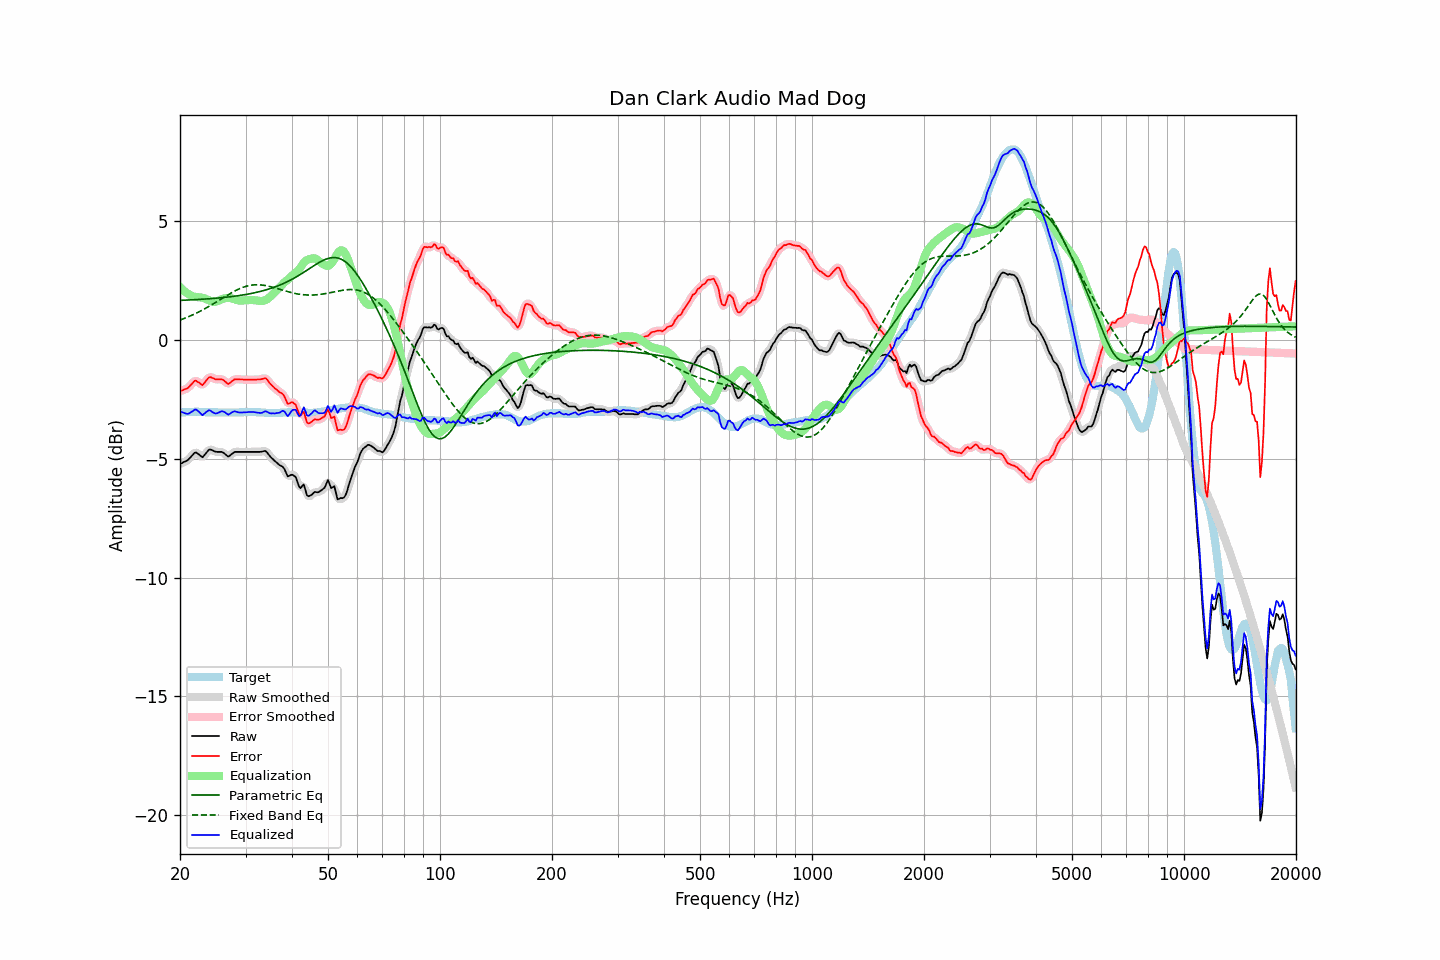 Dan Clark Audio Mad Dog
Amplitude (dBr)
5
0
−5
−10
−15
−20
Target
Raw Smoothed
Error Smoothed
Raw
Error
Equalization
Parametric Eq
Fixed Band Eq
Equalized
20 50 100 200 500 1000 2000 5000 10000 20000
Frequency (Hz)